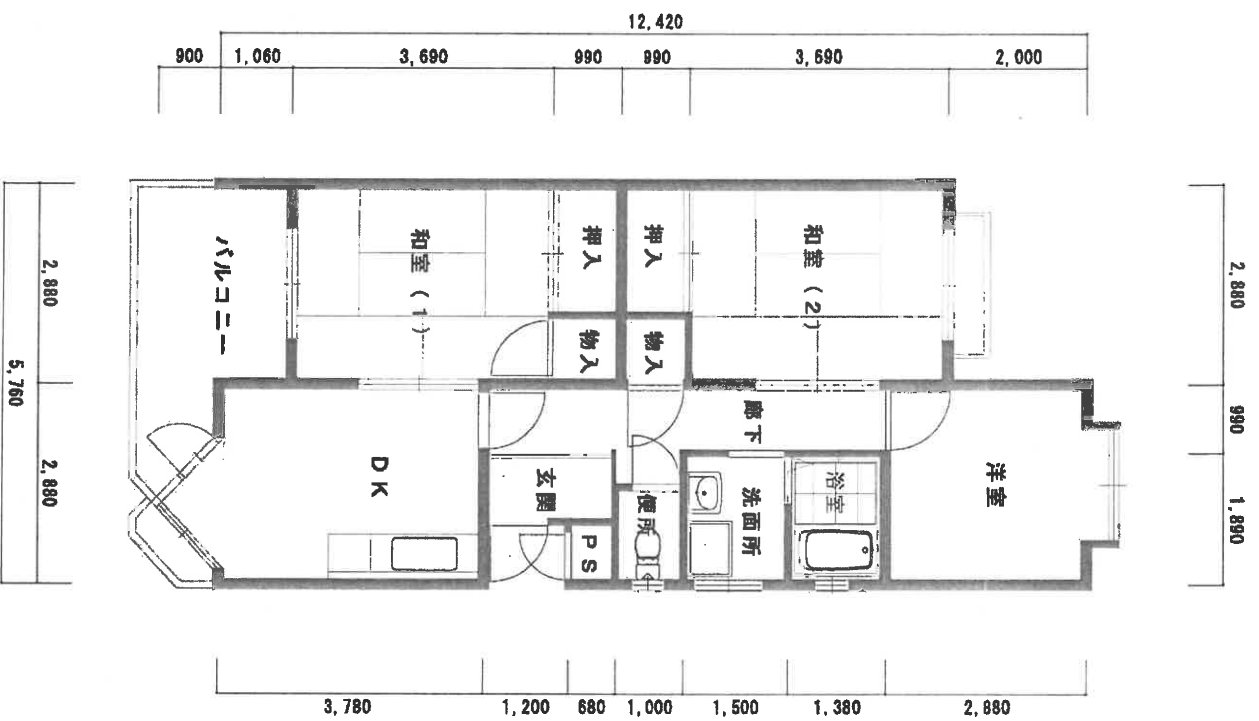 12,420
900
1,060
3,690
990
990
3,690
2,000
2,880
2,880
5,760
2,880
990
1,890
バルコニー
和室(1)
押入
押入
和室(2)
物入
物入
廊下
DK
玄関
PS
便所
洗面所
浴室
洋室
3,780
1,200
680
1,000
1,500
1,380
2,880